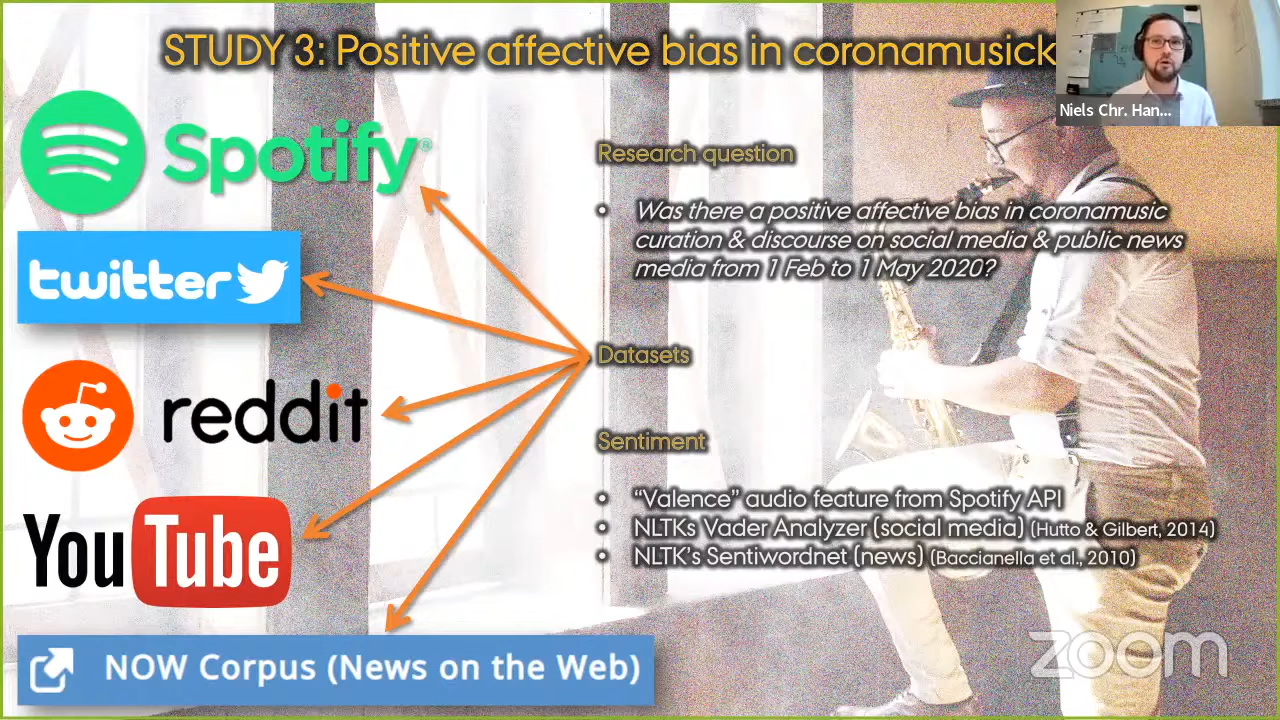 STUDY 3: Positive affective bias in coronamusick
Niels Chr. Han...
Spotify®
twitter
reddit
YouTube
NOW Corpus (News on the Web)
Research question
• Was there a positive affective bias in coronamusic
curation & discourse on social media & public news
media from 1 Feb to 1 May 2020?
Datasets
Sentiment
• “Valence” audio feature from Spotify API
• NLTKs Vader Analyzer (social media) (Hutto & Gilbert, 2014)
• NLTK’s Sentiwordnet (news) (Baccianella et al., 2010)
zoom